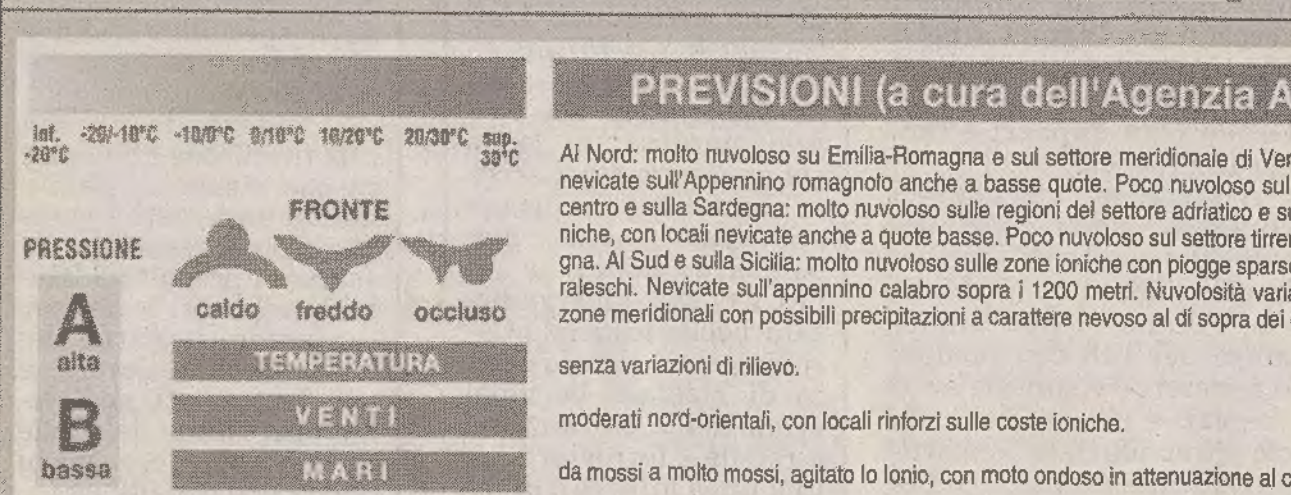 PREVISIONI (a cura dell'Agenzia A
inf. -20/-10°C -10/0°C 0/10°C 10/20°C 20/30°C sup.
-20°C 30°C
FRONTE
PRESSIONE
caldo freddo occluso
A
alta
B
bassa
Al Nord: molto nuvoloso su Emilia-Romagna e sul settore meridionale di Ver
nevicate sull'Appennino romagnolo anche a basse quote. Poco nuvoloso sul
centro e sulla Sardegna: molto nuvoloso sulle regioni del settore adriatico e su
niche, con locali nevicate anche a quote basse. Poco nuvoloso sul settore tirren
gna. Al Sud e sulla Sicilia: molto nuvoloso sulle zone ioniche con piogge sparse
raleschi. Nevicate sull'appennino calabro sopra i 1200 metri. Nuvolosità varia
zone meridionali con possibili precipitazioni a carattere nevoso al di sopra dei
TEMPERATURA senza variazioni di rilievo.
VENTI moderati nord-orientali, con locali rinforzi sulle coste ioniche.
MARI da mossi a molto mossi, agitato lo Ionio, con moto ondoso in attenuazione al c